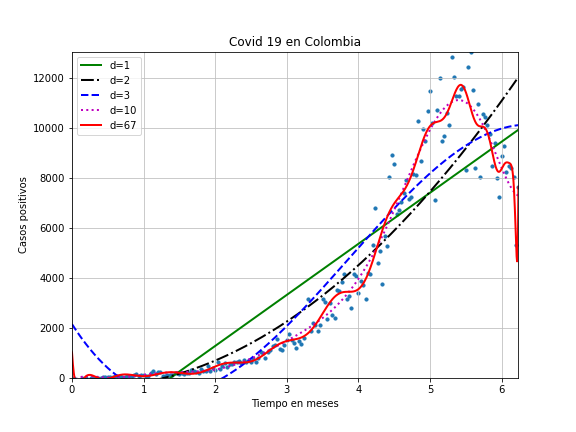 Covid 19 en Colombia
d=1
d=2
d=3
d=10
d=67
12000
10000
8000
6000
4000
2000
0
Casos positivos
0 1 2 3 4 5 6
Tiempo en meses